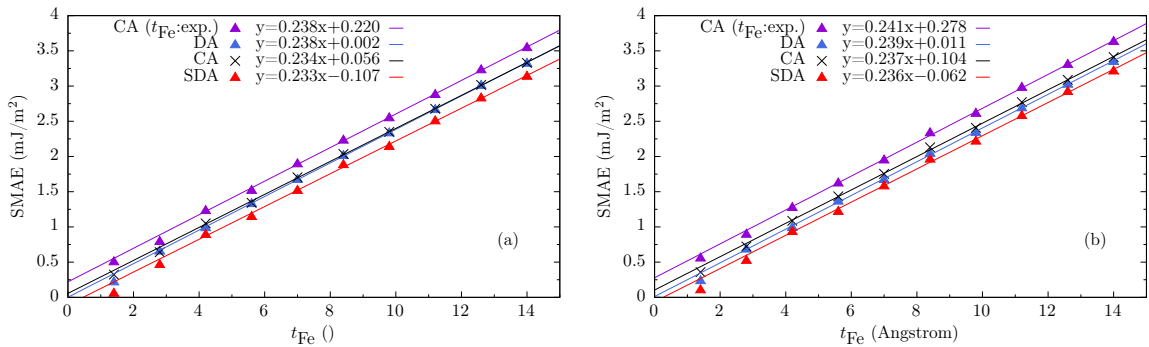 CA (tFe:exp.) y=0.238x+0.220
DA y=0.238x+0.002
CA y=0.234x+0.056
SDA y=0.233x−0.107
SMAE (mJ/m²)
4
3.5
3
2.5
2
1.5
1
0.5
0
(a)
0 2 4 6 8 10 12 14
tFe ()
CA (tFe:exp.) y=0.241x+0.278
DA y=0.239x+0.011
CA y=0.237x+0.104
SDA y=0.236x−0.062
SMAE (mJ/m²)
4
3.5
3
2.5
2
1.5
1
0.5
0
(b)
0 2 4 6 8 10 12 14
tFe (Angstrom)